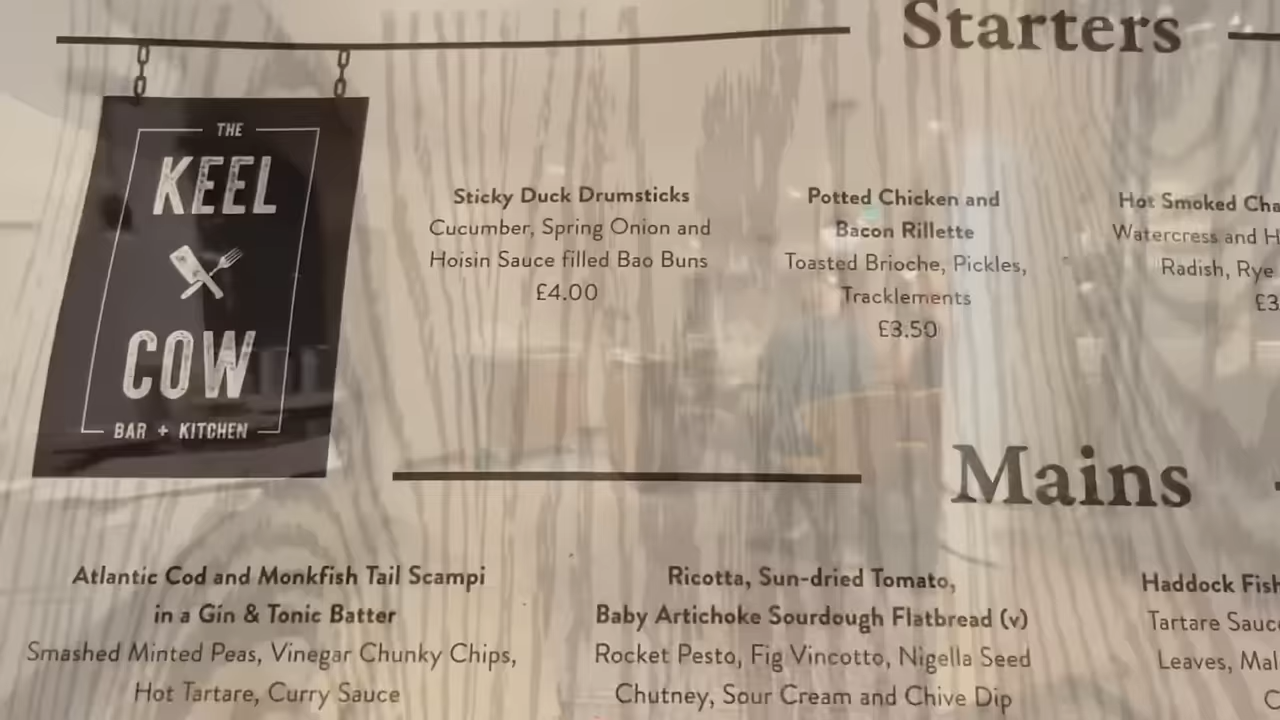 Starters
THE
KEEL
COW
BAR + KITCHEN
Sticky Duck Drumsticks
Cucumber, Spring Onion and
Hoisin Sauce filled Bao Buns
£4.00
Potted Chicken and
Bacon Rillette
Toasted Brioche, Pickles,
Tracklements
£3.50
Hot Smoked
Watercress and
Radish, Rye
Mains
Atlantic Cod and Monkfish Tail Scampi
in a Gin & Tonic Batter
Smashed Minted Peas, Vinegar Chunky Chips,
Hot Tartare, Curry Sauce
Ricotta, Sun-dried Tomato,
Baby Artichoke Sourdough Flatbread (v)
Rocket Pesto, Fig Vincotto, Nigella Seed
Chutney, Sour Cream and Chive Dip
Haddock Fish
Tartare
Leaves,